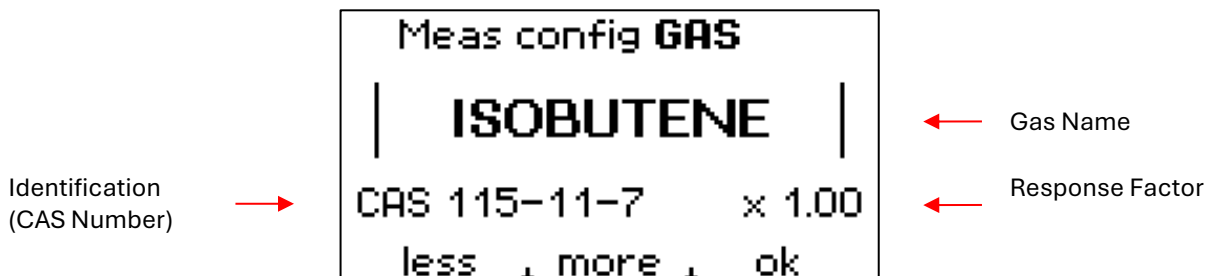 Meas config GAS
ISOBUTENE
Gas Name
Identification
(CAS Number)
CAS 115-11-7 x 1.00
Response Factor
less + more + ok